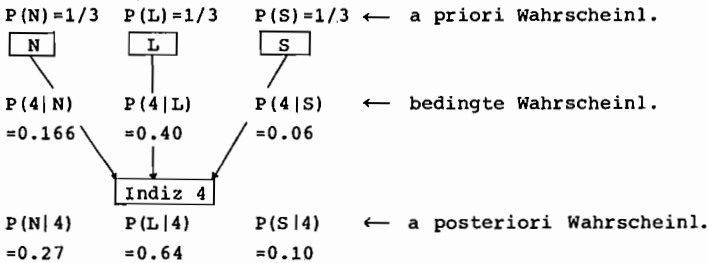 P(N)=1/3 P(L)=1/3 P(S)=1/3 ← a priori Wahrscheinl.
N L S
P(4|N) P(4|L) P(4|S) ← bedingte Wahrscheinl.
=0.166 =0.40 =0.06
Indiz 4
P(N|4) P(L|4) P(S|4) ← a posteriori Wahrscheinl.
=0.27 =0.64 =0.10